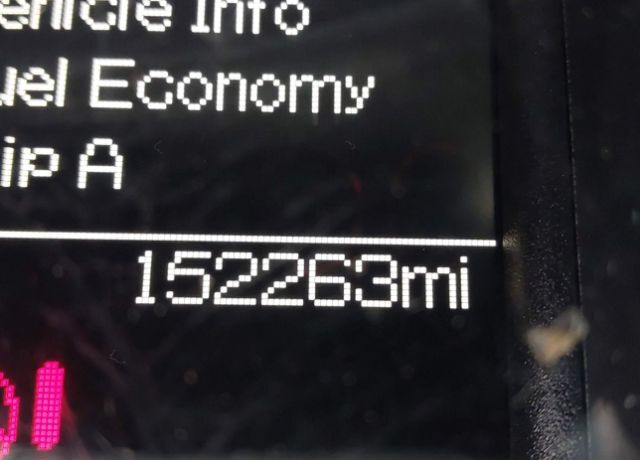 ehicle Info
uel Economy
ip A
152263mi